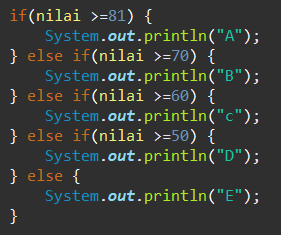 if(nilai >=81) {
    System.out.println("A");
} else if(nilai >=70) {
    System.out.println("B");
} else if(nilai >=60) {
    System.out.println("c");
} else if(nilai >=50) {
    System.out.println("D");
} else {
    System.out.println("E");
}